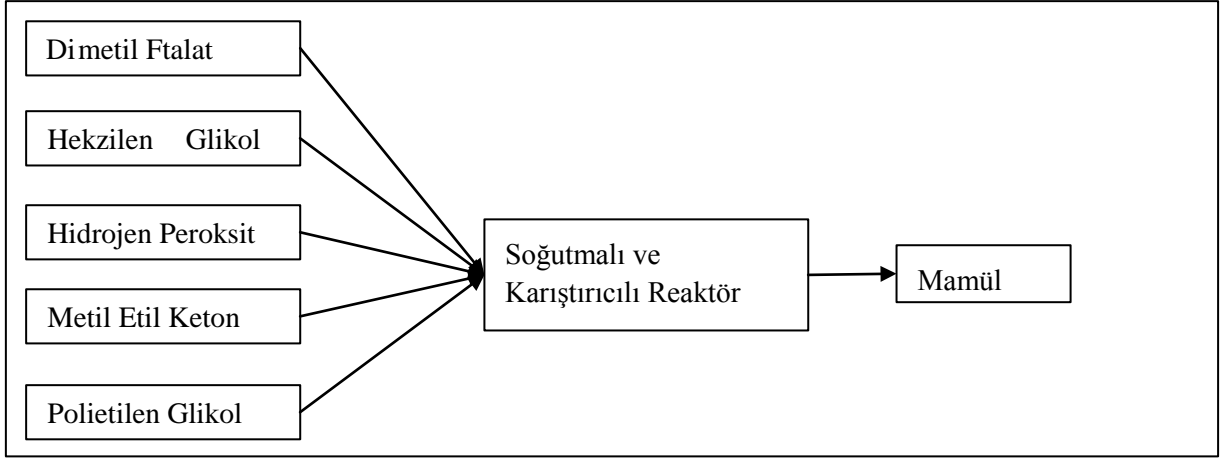 Dimetil Ftalat
Hekzilen Glikol
Hidrojen Peroksit
Metil Etil Keton
Polietilen Glikol
Soğutmalı ve
Karıştırıcılı Reaktör
Mamül